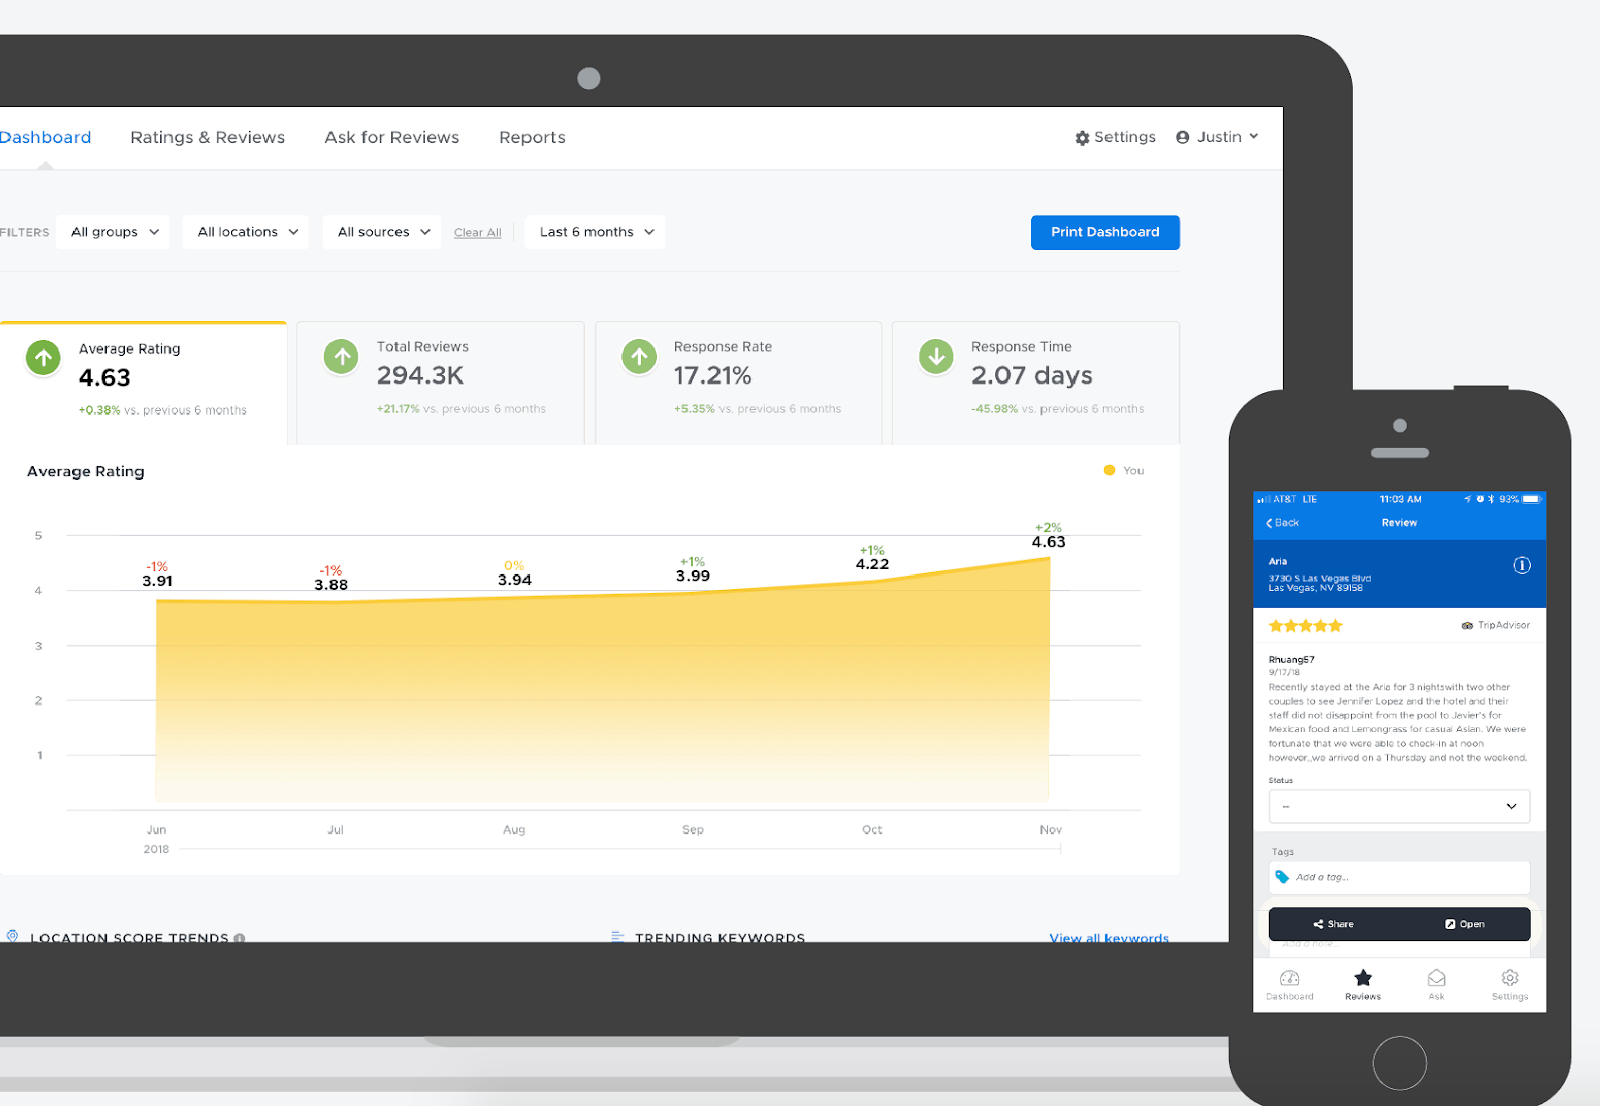 Dashboard Ratings & Reviews Ask for Reviews Reports Settings Justin
FILTERS All groups All locations All sources Clear All Last 6 months Print Dashboard
Average Rating
4.63
+0.38% vs. previous 6 months
Total Reviews
294.3K
+21.17% vs. previous 6 months
Response Rate
17.21%
+5.35% vs. previous 6 months
Response Time
2.07 days
-45.98% vs. previous 6 months
Average Rating
You
5
4
3
2
1
-1%
3.91
-1%
3.88
0%
3.94
+1%
3.99
+1%
4.22
+2%
4.63
Jun Jul Aug Sep Oct Nov
2018
LOCATION SCORE TRENDS
TRENDING KEYWORDS
View all keywords
AT&T LTE 11:03 AM 93%
Back Review
Aria
3730 S Las Vegas Blvd
Las Vegas, NV 89158
TripAdvisor
Rhuang57
9/17/18
Recently stayed at the Aria for 3 nightswith two other
couples to see Jennifer Lopez and the hotel and their
staff did not disappoint from the pool to Javier's for
Mexican food and Lemongrass for casual Asian. We were
fortunate that we were able to check-in at noon
however,,we arrived on a Thursday and not the weekend.
Status
--
Tags
Add a tag...
Share Open
Add a note...
Dashboard Reviews Ask Settings